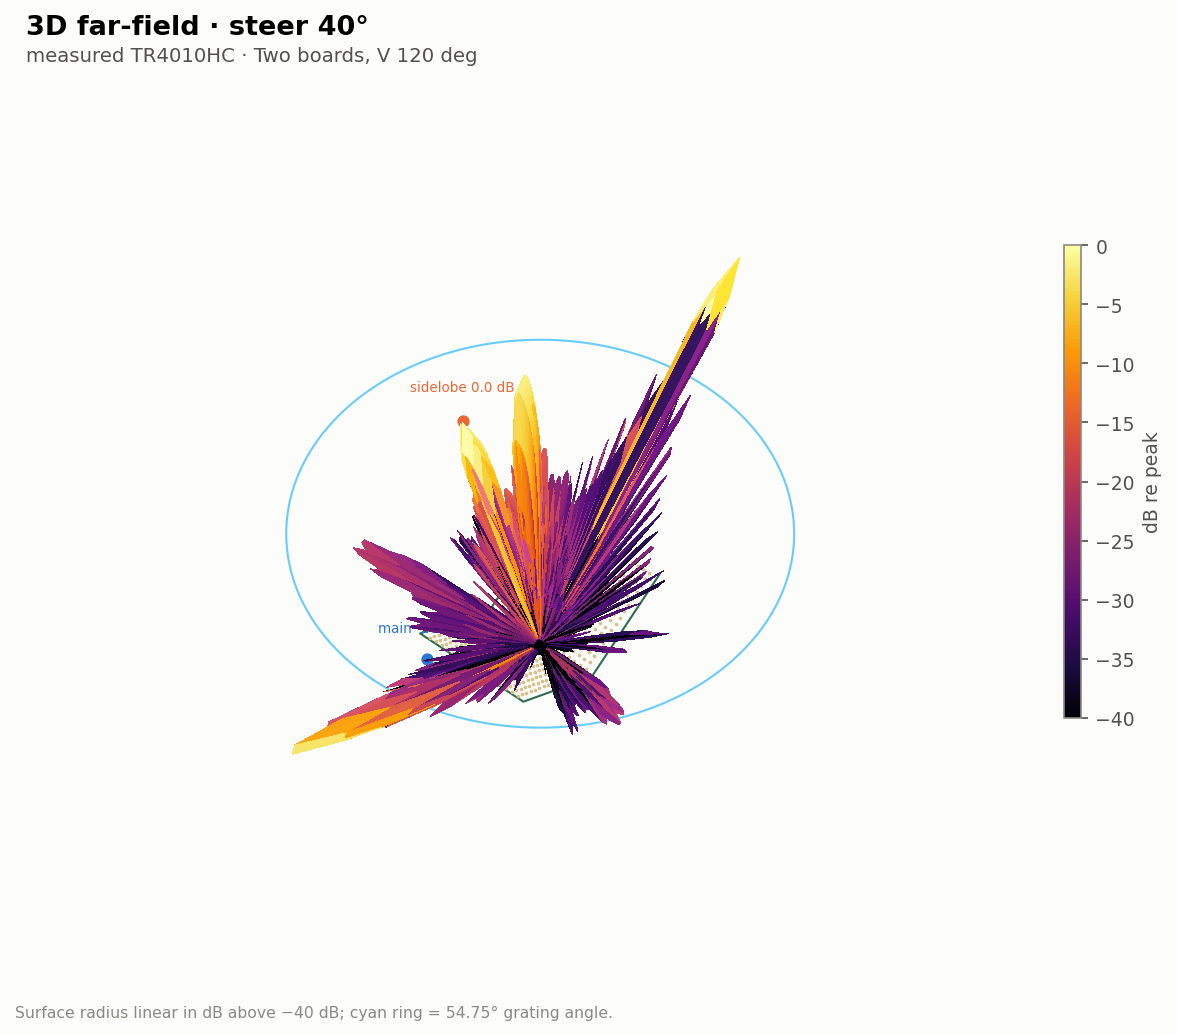 3D far-field · steer 40°
measured TR4010HC · Two boards, V 120 deg
sidelobe 0.0 dB
main
0
−5
−10
−15
−20
−25
−30
−35
−40
dB re peak
Surface radius linear in dB above −40 dB; cyan ring = 54.75° grating angle.